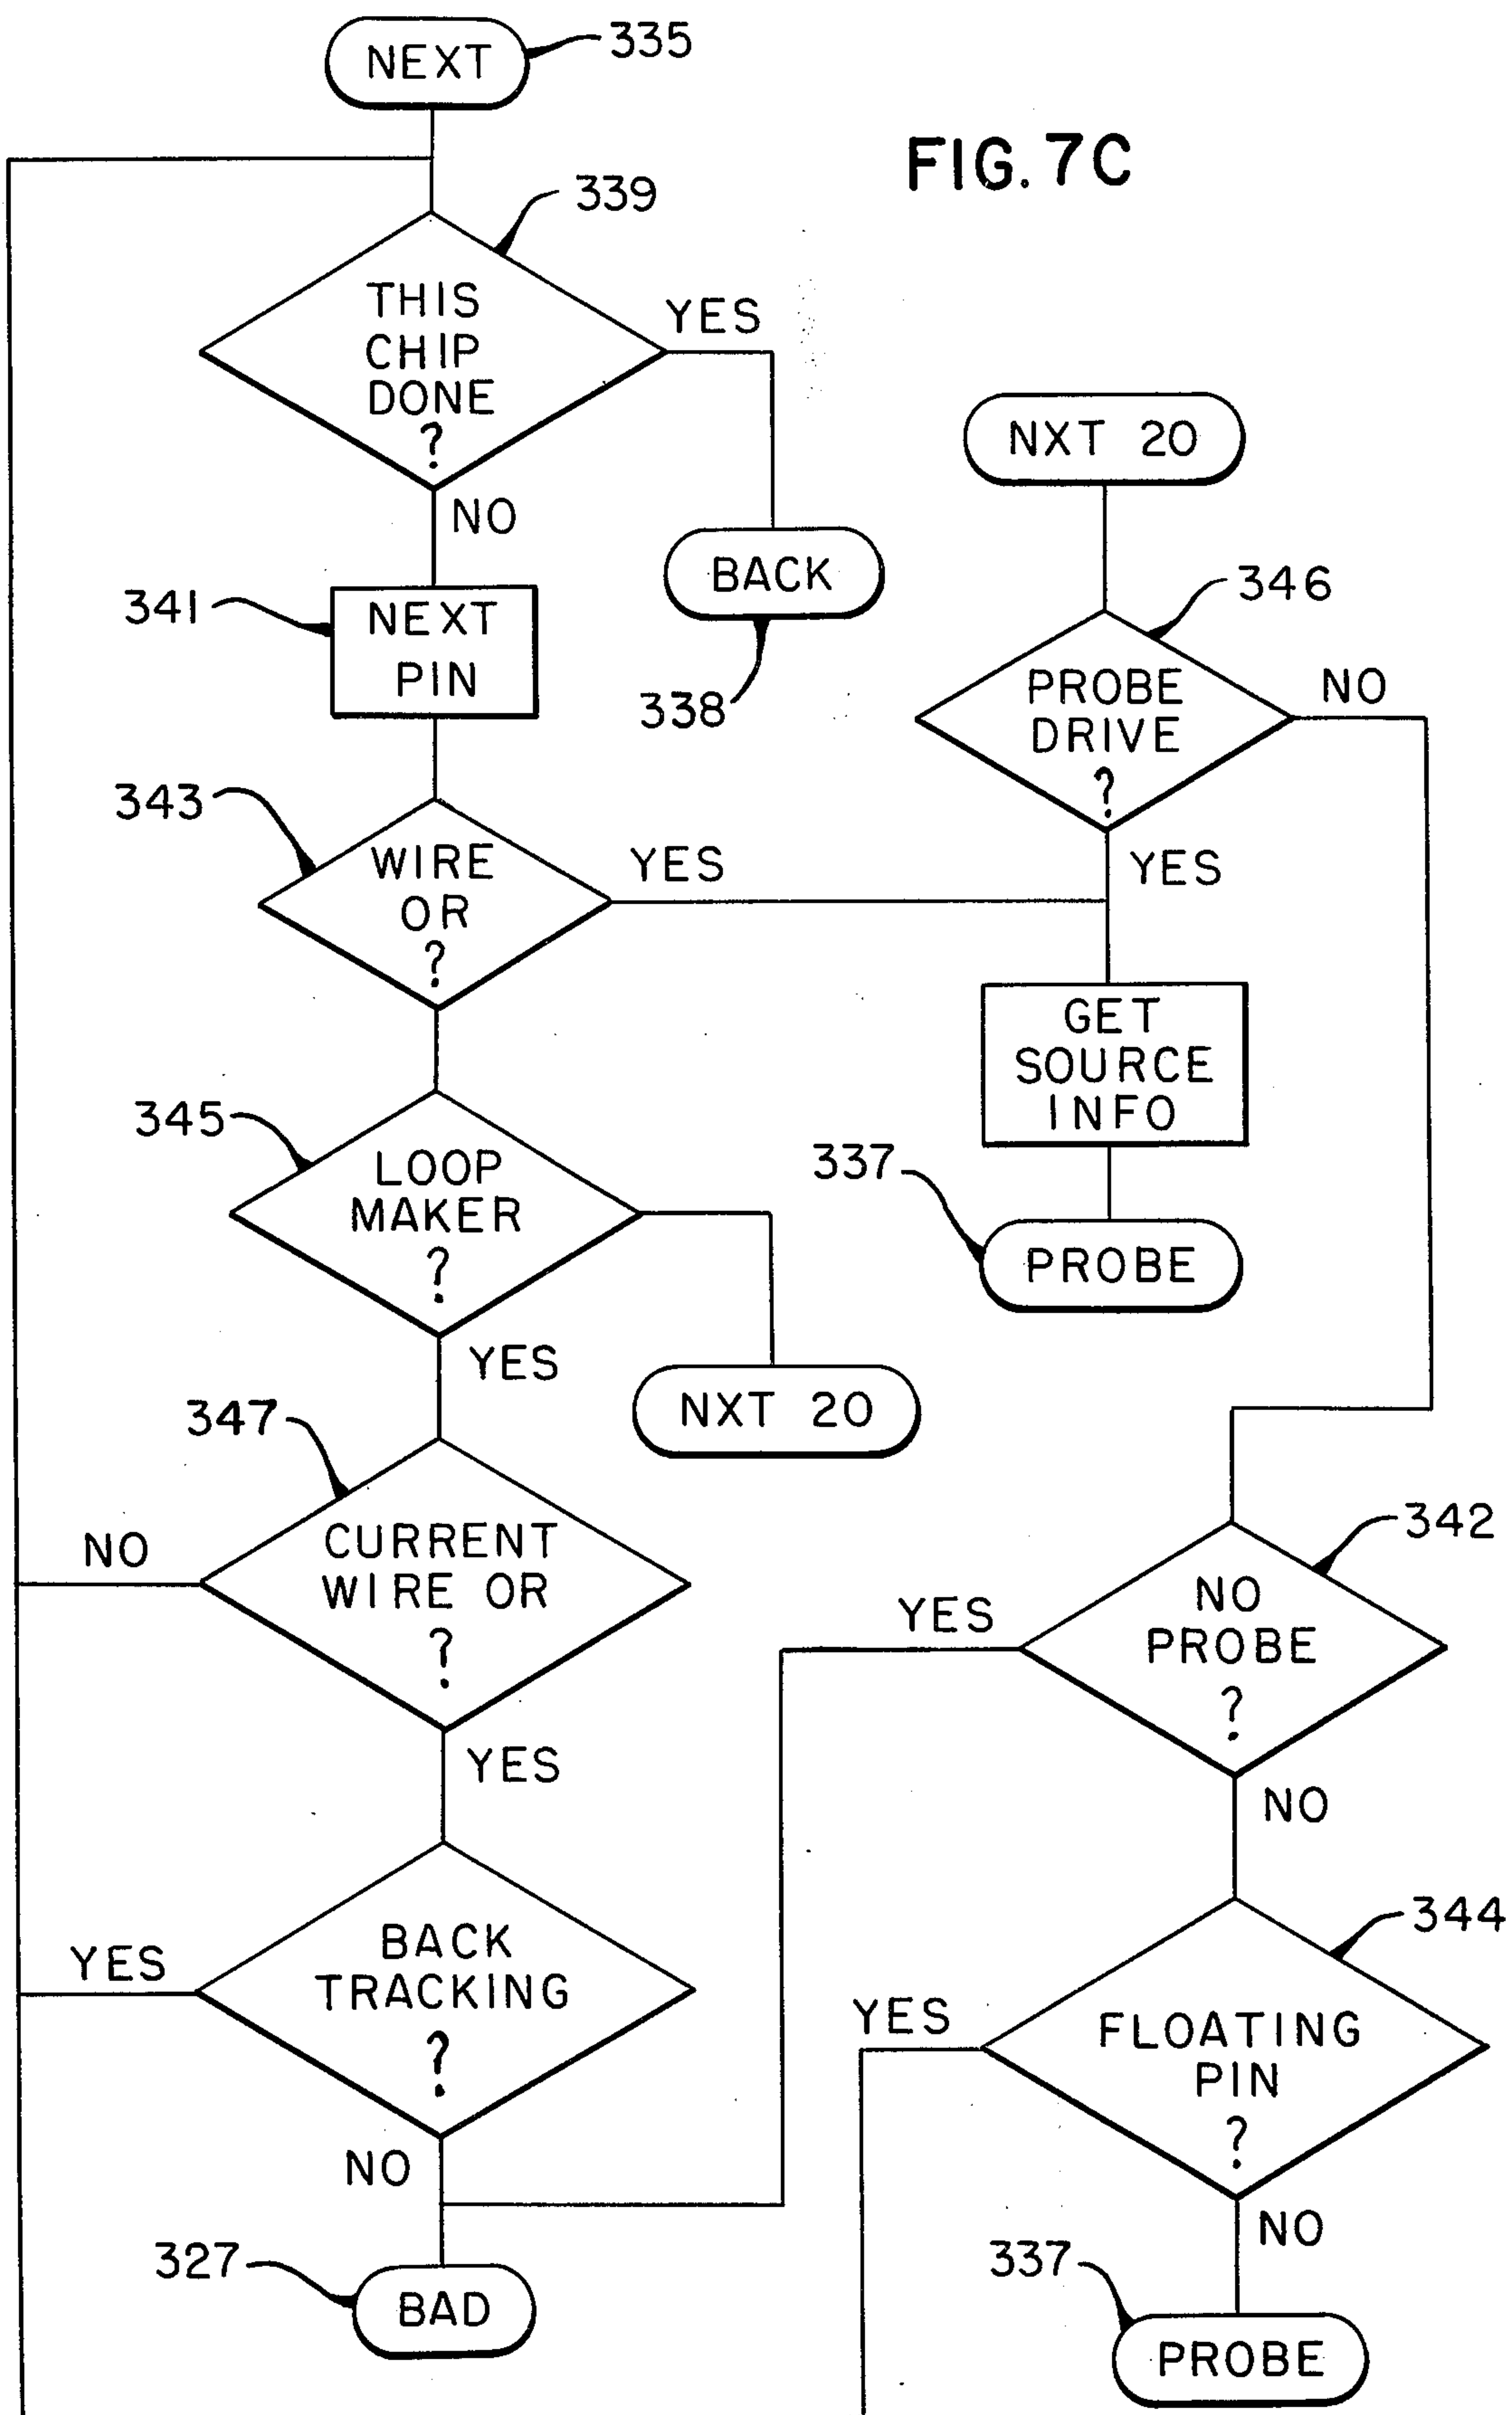 NEXT
335
FIG. 7C
339
THIS
CHIP
DONE
?
YES
NO
BACK
338
341
NEXT
PIN
NXT 20
346
PROBE
DRIVE
?
NO
YES
343
WIRE
OR
?
YES
GET
SOURCE
INFO
337
PROBE
345
LOOP
MAKER
?
YES
NXT 20
347
CURRENT
WIRE OR
?
NO
YES
342
NO
PROBE
?
YES
NO
BACK
TRACKING
?
YES
NO
344
FLOATING
PIN
?
YES
NO
327
BAD
337
PROBE